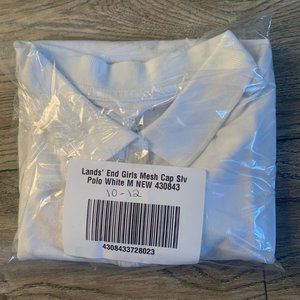 Lands' End Girls Mesh Cap Slv
Polo White M NEW 430843
10-12
4308433728023